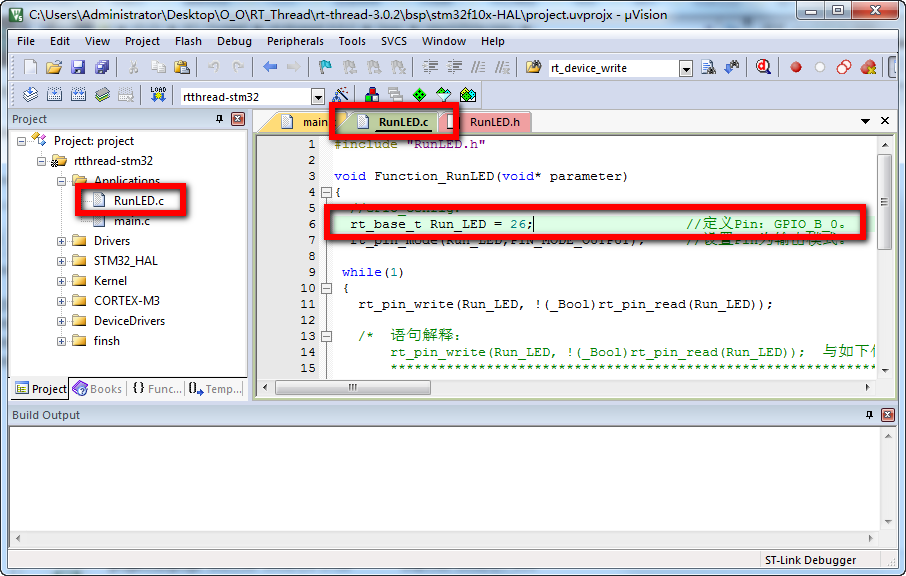 C:\Users\Administrator\Desktop\O_O\RT_Thread\rt-thread-3.0.2\bsp\stm32f10x-HAL\project.uvprojx - µVision
File Edit View Project Flash Debug Peripherals Tools SVCS Window Help
rt_device_write
LOAD rtthread-stm32
Project
main RunLED.c RunLED.h
Project: project
rtthread-stm32
Applications
RunLED.c
main.c
Drivers
STM32_HAL
Kernel
CORTEX-M3
DeviceDrivers
finsh
1 #include "RunLED.h"
2
3 void Function_RunLED(void* parameter)
4 {
5
6 rt_base_t Run_LED = 26; //定义Pin: GPIO B 0。
7 rt_pin_mode(Run_LED,PIN_MODE_OUTPUT); //设置Pin为输出模式。
8
9 while(1)
10 {
11 rt_pin_write(Run_LED, !(_Bool)rt_pin_read(Run_LED));
12
13 /* 语句解释:
14 rt_pin_write(Run_LED, !(_Bool)rt_pin_read(Run_LED)); 与如下
15 *************************************************************
Project Books {} Func... Temp...
Build Output
ST-Link Debugger